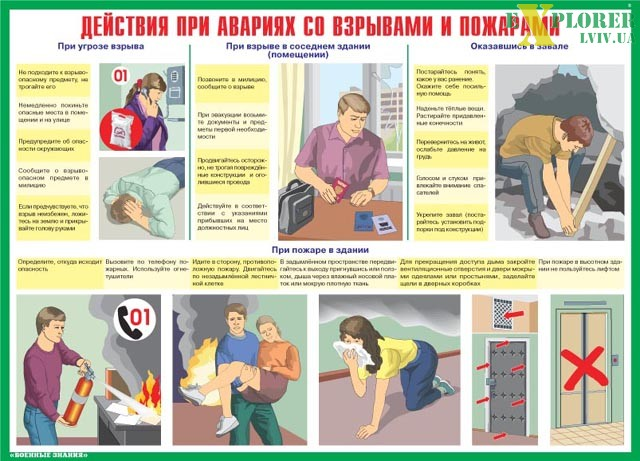 ДЕЙСТВИЯ ПРИ АВАРИЯХ СО ВЗРЫВАМИ И ПОЖАРАМИ
EXPLORER
LVIV.UA
При угрозе взрыва
Не подходите к взрыво-
опасному предмету, не
трогайте его
Немедленно покиньте
опасные места в поме-
щении и на улице
Предупредите об опас-
ности окружающих
Сообщите о взрыво-
опасном предмете в
милицию
Если предчувствуете, что
взрыв неизбежен, ложи-
тесь на землю и прикры-
вайте голову руками
01
При взрыве в соседнем здании
(помещении)
Позвоните в милицию,
сообщите о взрыве
При эвакуации возьми-
те документы и пред-
меты первой необходи-
мости
Продвигайтесь осторож-
но, не трогая повреждён-
ные конструкции и ого-
лившиеся провода
Действуйте в соответ-
ствии с указаниями
прибывших на место
должностных лиц
Оказавшись в завале
Постарайтесь понять,
какое у вас ранение.
Окажите себе посиль-
ную помощь
Наденьте тёплые вещи.
Растирайте придавлен-
ные конечности
Перевернитесь на живот,
ослабьте давление на
грудь
Голосом и стуком при-
влекайте внимание спа-
сателей
Укрепите завал (поста-
райтесь установить под-
порки под конструкции)
При пожаре в здании
Определите, откуда исходит
опасность
Вызовите по телефону по-
жарных. Используйте огне-
тушители
Идите в сторону, противопо-
ложную пожару. Двигайтесь
по незадымленной лестнич-
ной клетке
В задымлённом пространстве передви-
гайтесь к выходу пригнувшись или полз-
ком, дыша через влажный носовой пла-
ток или мокрую плотную ткань
Для прекращения доступа дыма закройте
вентиляционные отверстия и двери мокры-
ми одеялами или простынями, заделайте
щели в дверных коробках
При пожаре в высотном зда-
нии не пользуйтесь лифтом
01
«ВОЕННЫЕ ЗНАНИЯ»